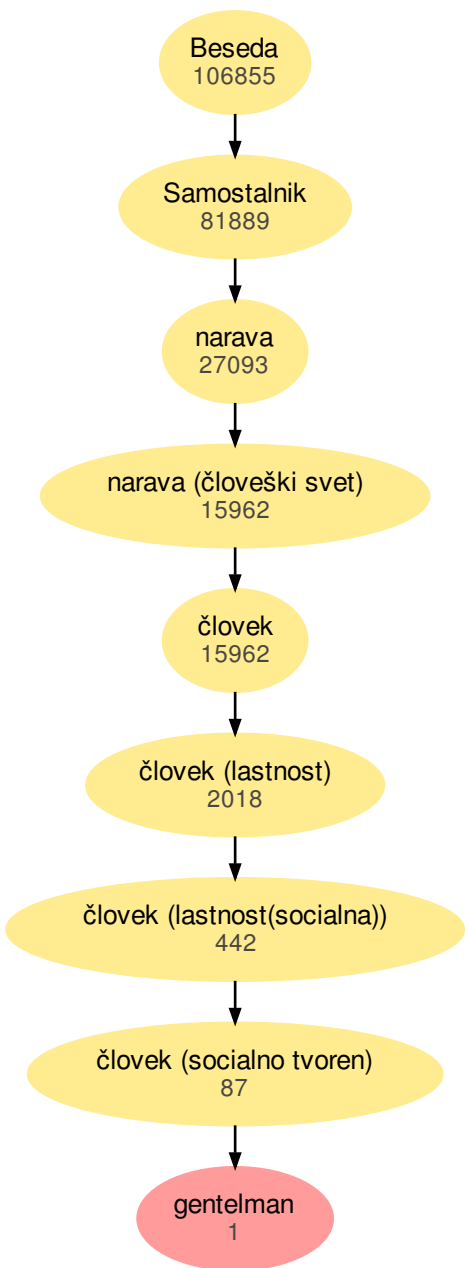 Beseda
106855
Samostalnik
81889
narava
27093
narava (človeški svet)
15962
človek
15962
človek (lastnost)
2018
človek (lastnost(socialna))
442
človek (socialno tvoren)
87
gentelman
1